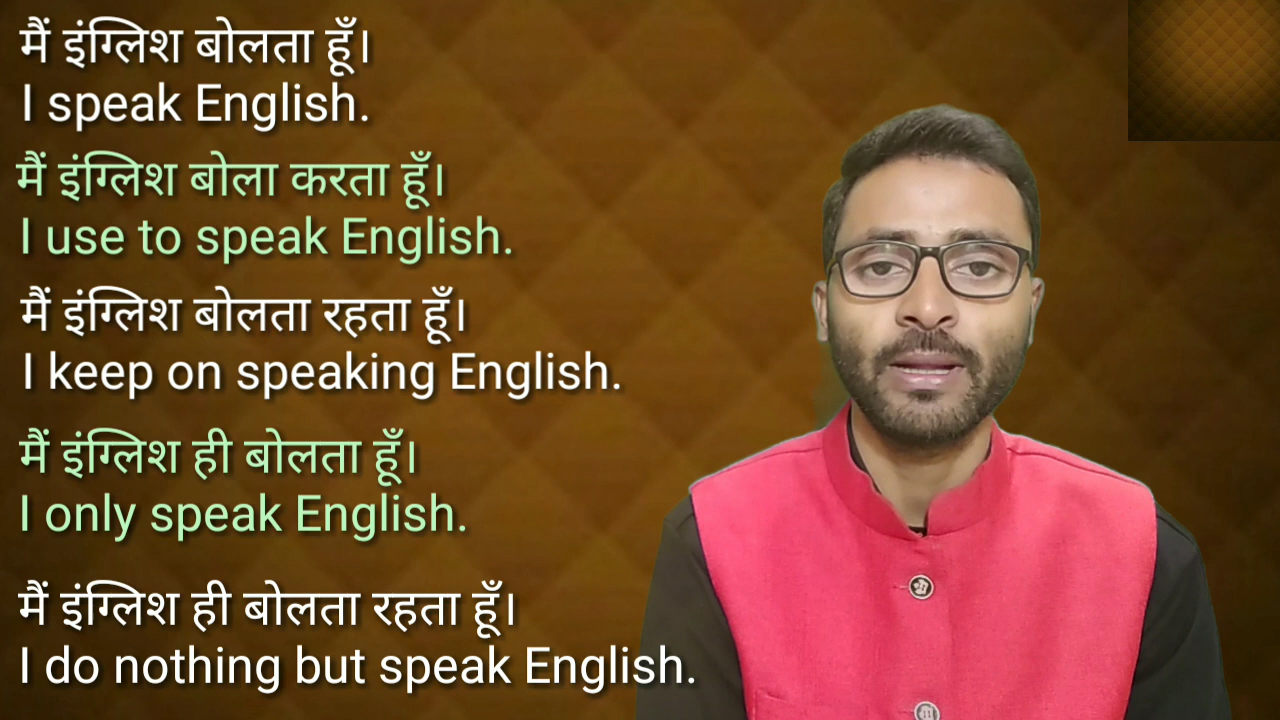 मैं इंग्लिश बोलता हूँ।
I speak English.
मैं इंग्लिश बोला करता हूँ।
I use to speak English.
मैं इंग्लिश बोलता रहता हूँ।
I keep on speaking English.
मैं इंग्लिश ही बोलता हूँ।
I only speak English.
मैं इंग्लिश ही बोलता रहता हूँ।
I do nothing but speak English.